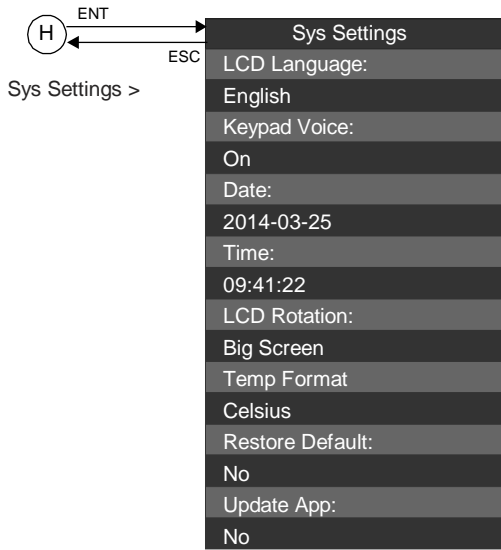 ENT
H
ESC
Sys Settings >
Sys Settings
LCD Language:
English
Keypad Voice:
On
Date:
2014-03-25
Time:
09:41:22
LCD Rotation:
Big Screen
Temp Format
Celsius
Restore Default:
No
Update App:
No